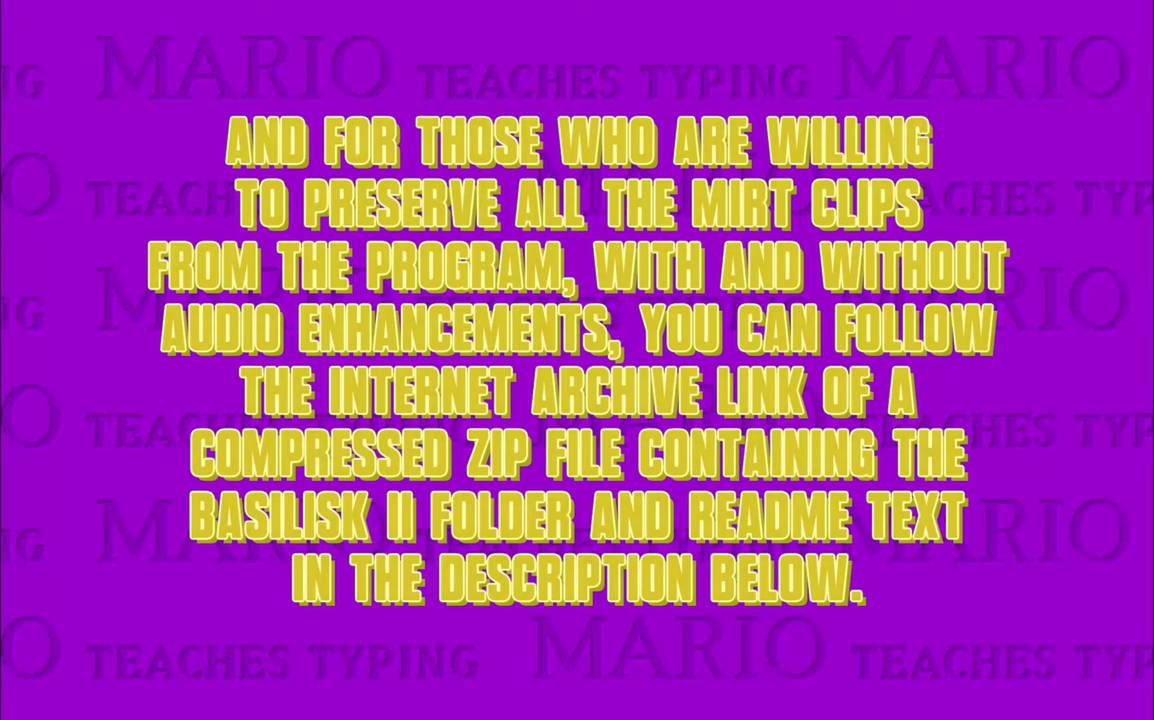 NG MARIO TEACHES TYPING MARIO
AND FOR THOSE WHO ARE WILLING
TO PRESERVE ALL THE MIRT CLIPS
FROM THE PROGRAM, WITH AND WITHOUT
AUDIO ENHANCEMENTS, YOU CAN FOLLOW
THE INTERNET ARCHIVE LINK OF A
COMPRESSED ZIP FILE CONTAINING THE
BASILISK II FOLDER AND README TEXT
IN THE DESCRIPTION BELOW.
O TEACHES TYPING MARIO TEACHES TY